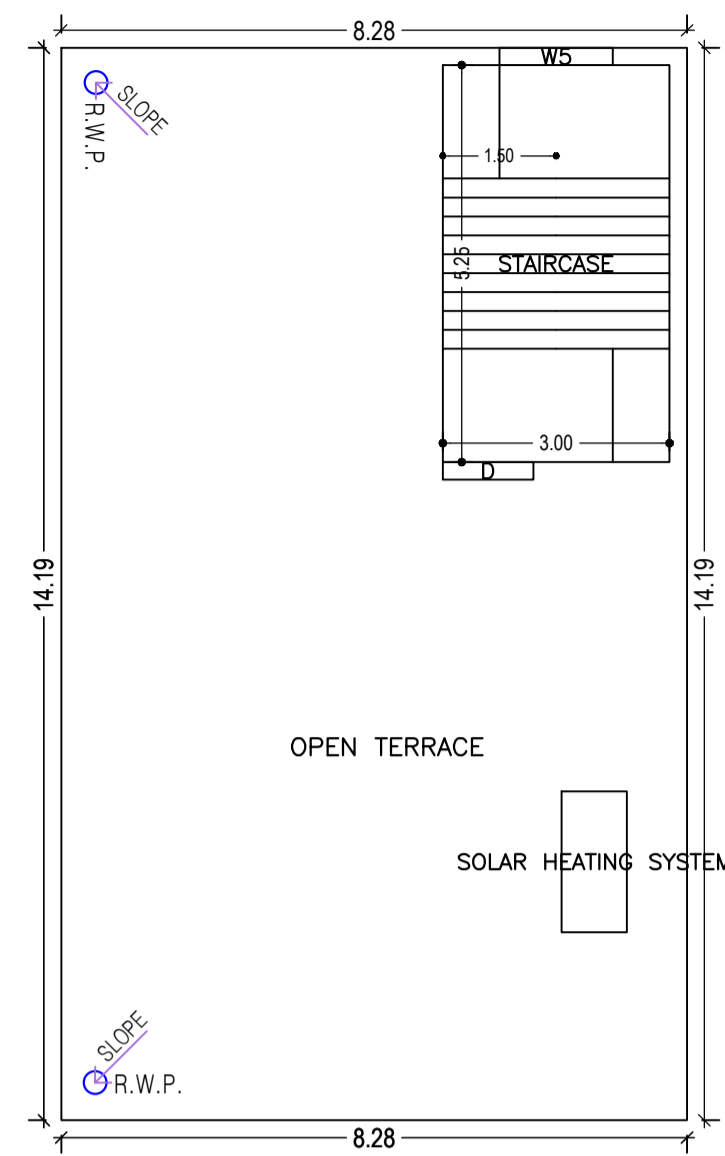 8.28
W5
SLOPE
R.W.P.
1.50
5.25
STAIRCASE
3.00
D
14.19
14.19
OPEN TERRACE
SOLAR HEATING SYSTEM
SLOPE
R.W.P.
8.28